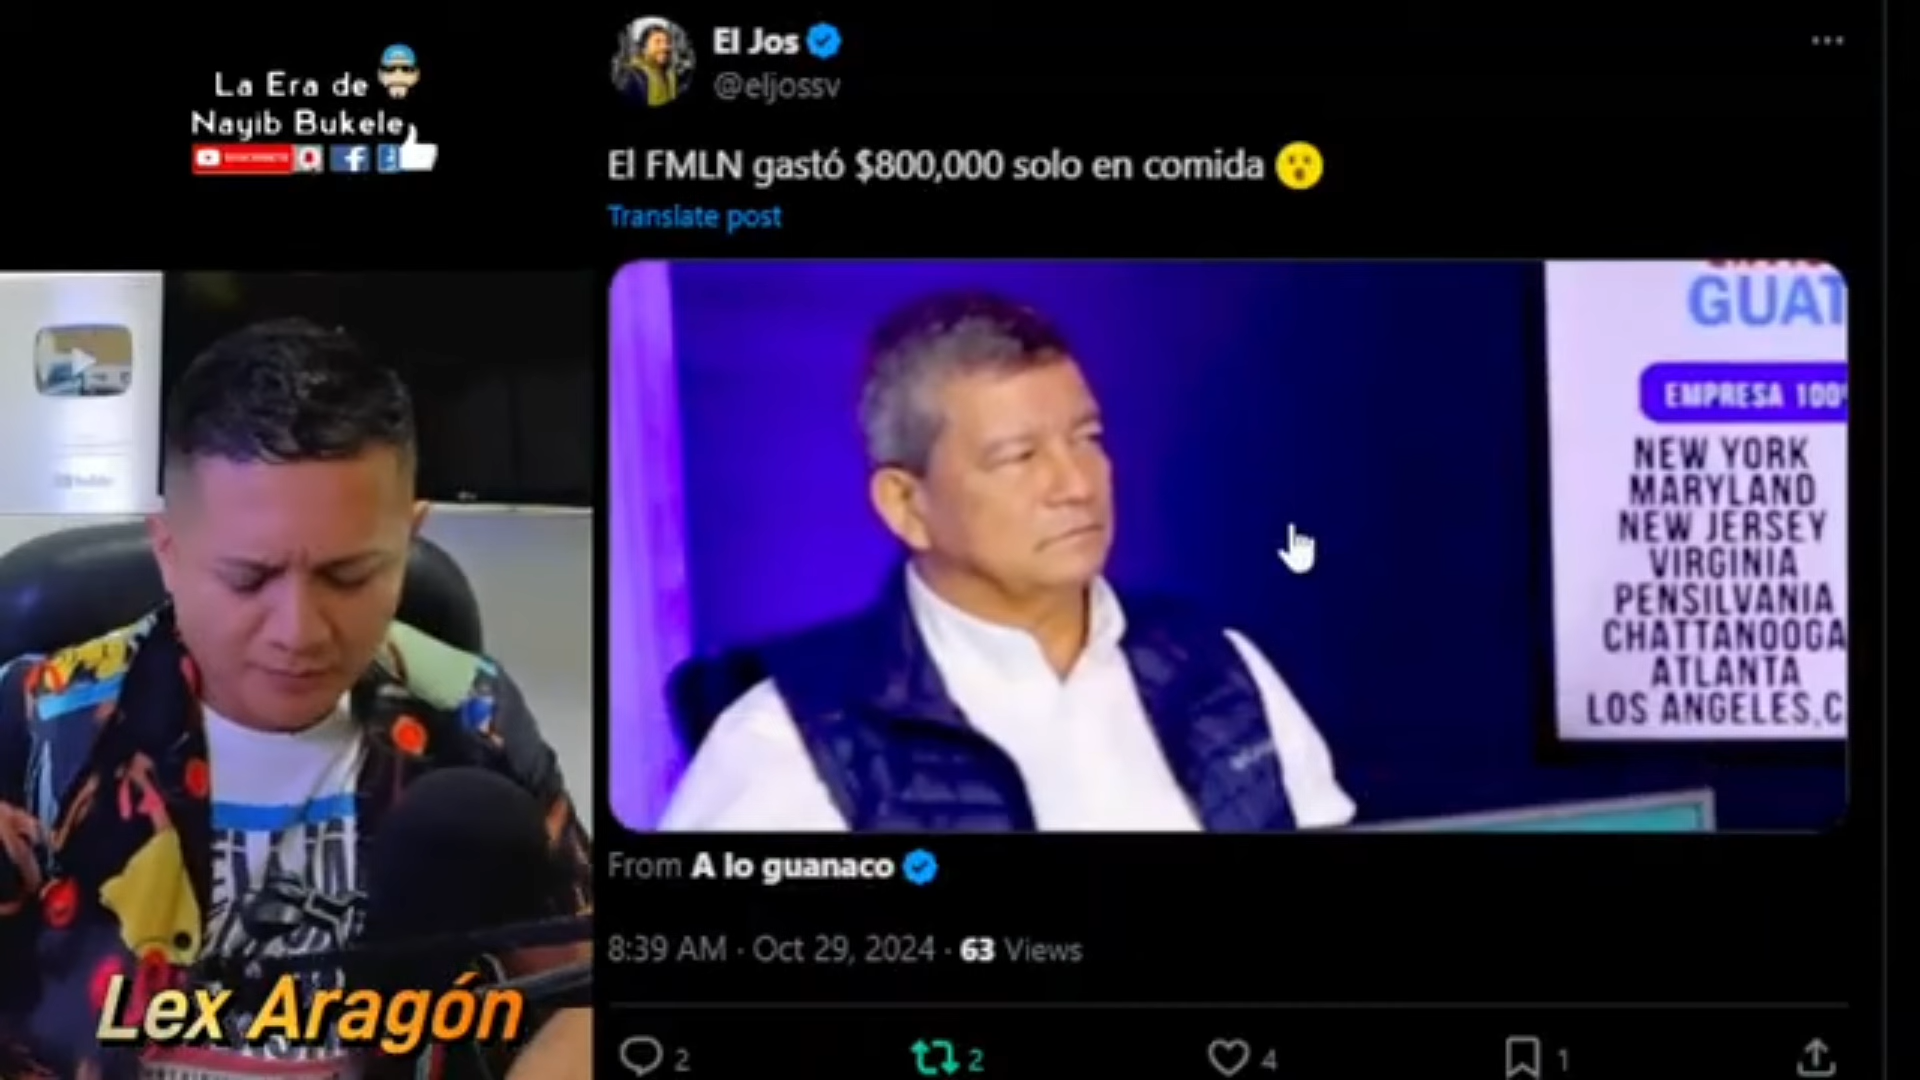 La Era de
Nayib Bukele
El Jos
@eljossv
El FMLN gastó $800,000 solo en comida
Translate post
GUAT
EMPRESA 100
NEW YORK
MARYLAND
NEW JERSEY
VIRGINIA
PENSILVANIA
CHATTANOOGA
ATLANTA
LOS ANGELES,C
From A lo guanaco
8:39 AM · Oct 29, 2024 · 63 Views
2
2
4
1
Lex Aragón